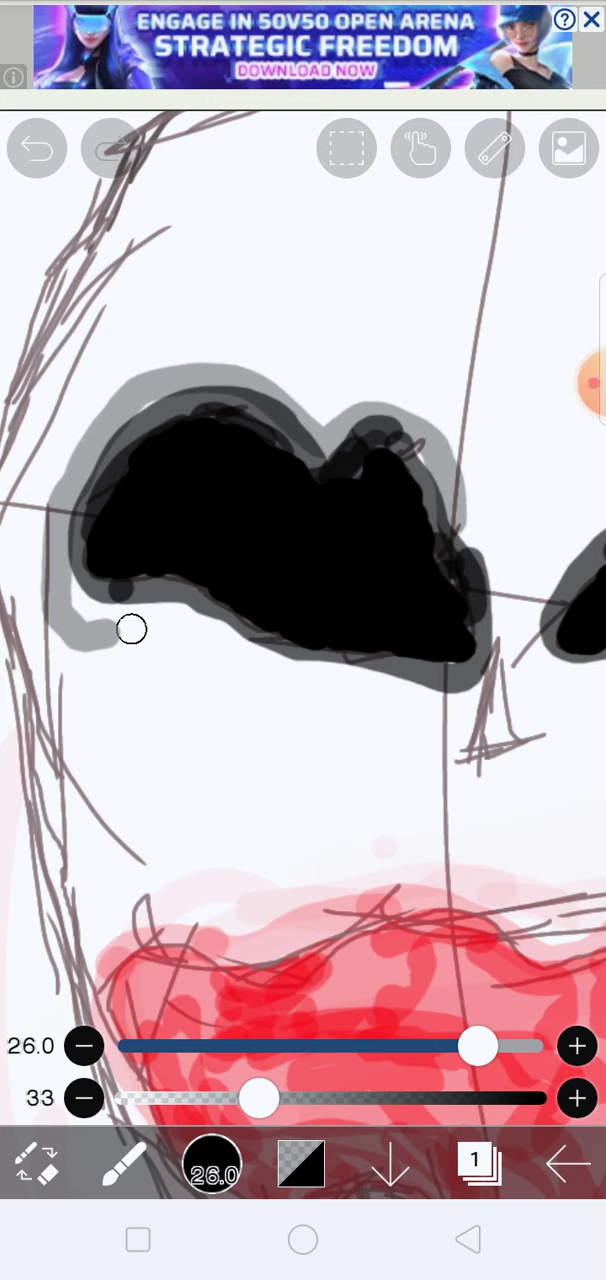 ENGAGE IN 50V50 OPEN ARENA
STRATEGIC FREEDOM
DOWNLOAD NOW
26.0
33
26.0
1